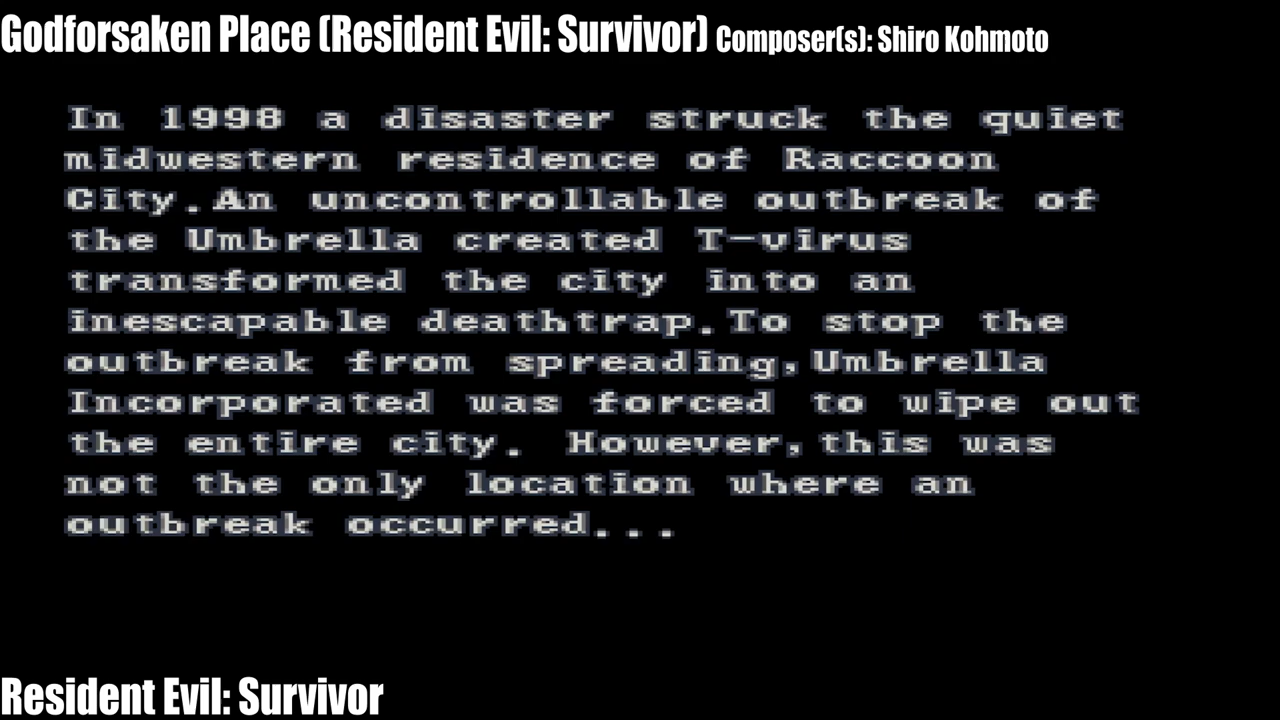 Godforsaken Place (Resident Evil: Survivor) Composer(s): Shiro Kohmoto
In 1998 a disaster struck the quiet
midwestern residence of Raccoon
City.An uncontrollable outbreak of
the Umbrella created T-virus
transformed the city into an
inescapable deathtrap.To stop the
outbreak from spreading,Umbrella
Incorporated was forced to wipe out
the entire city. However,this was
not the only location where an
outbreak occurred...
Resident Evil: Survivor